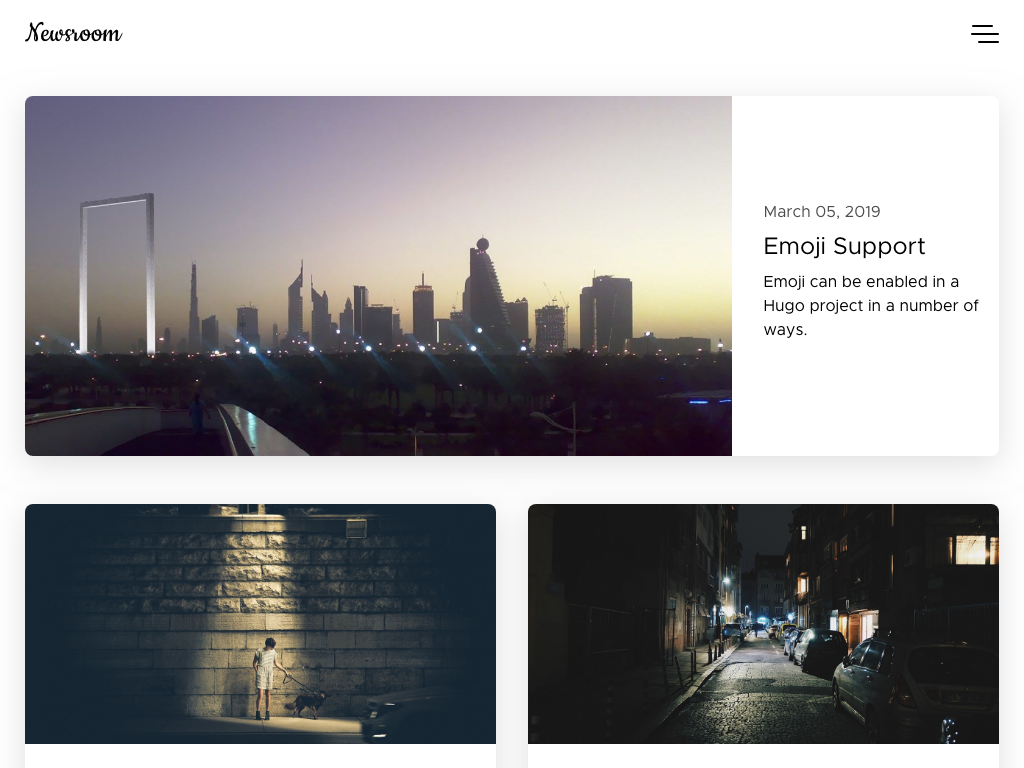 Newsroom
March 05, 2019
Emoji Support
Emoji can be enabled in a
Hugo project in a number of
ways.